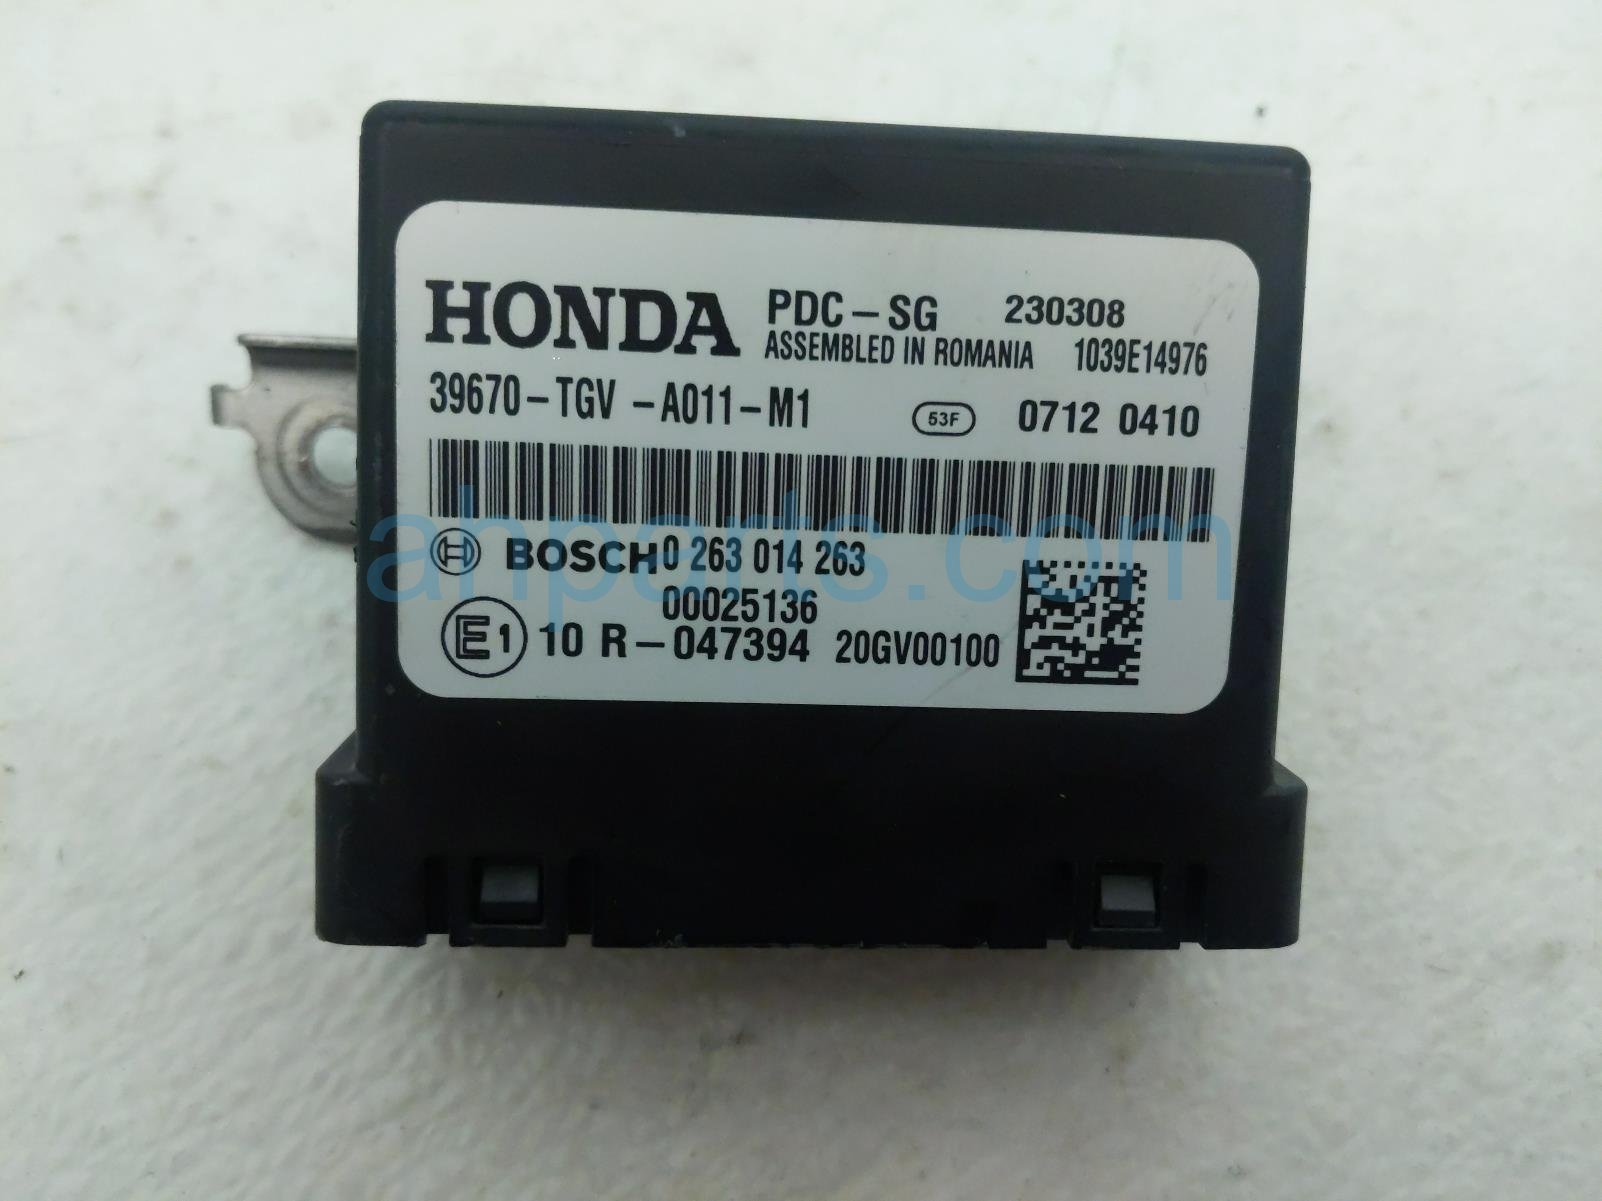 HONDA PDC-SG 230308
ASSEMBLED IN ROMANIA 1039E14976
39670-TGV -A011-M1 53F 0712 0410
BOSCH 0 263 014 263
00025136
E1 10 R-047394 20GV00100
ahparts.com